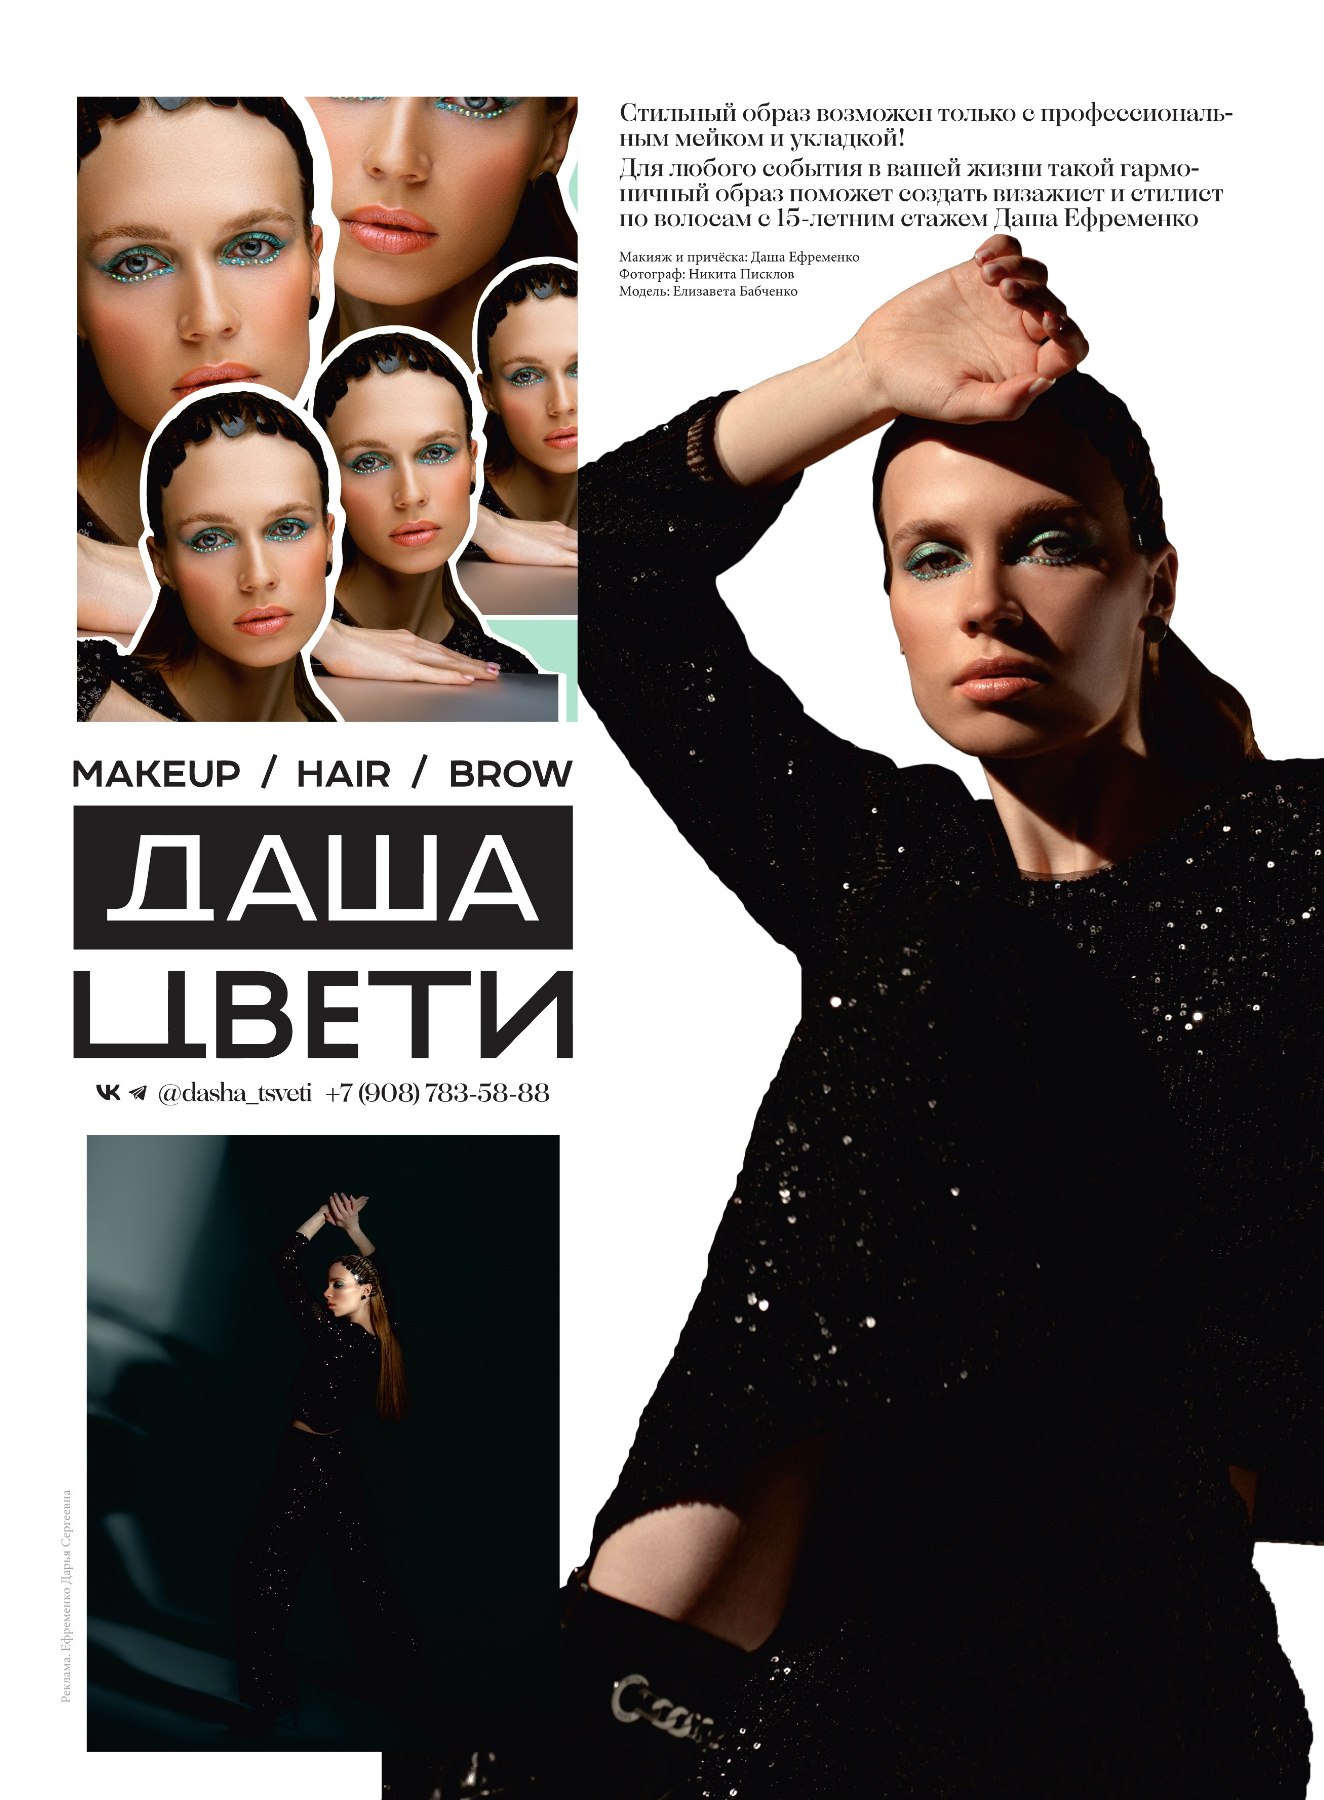 Стильный образ возможен только с профессиональ-
ным мейком и укладкой!
Для любого события в вашей жизни такой гармо-
ничный образ поможет создать визажист и стилист
по волосам с 15-летним стажем Даша Ефременко
Макияж и причёска: Даша Ефременко
Фотограф: Никита Писклов
Модель: Елизавета Бабченко
MAKEUP / HAIR / BROW
ДАША
ЦВЕТИ
@dasha_tsveti +7 (908) 783-58-88
Реклама. Ефременко Дарья Сергеевна